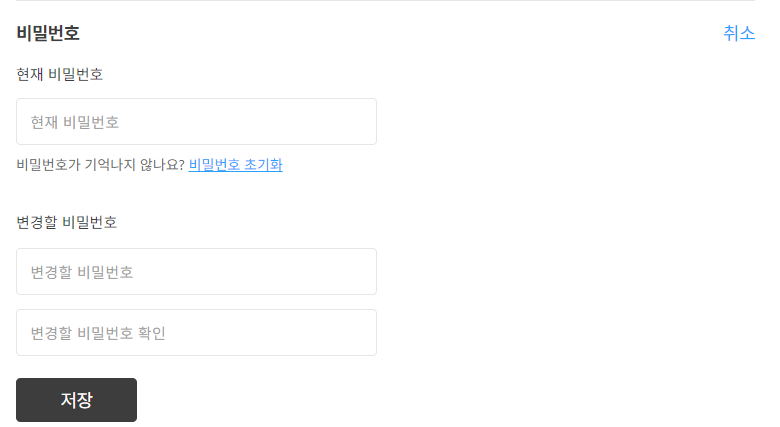 비밀번호 취소
현재 비밀번호
현재 비밀번호
비밀번호가 기억나지 않나요? 비밀번호 초기화
변경할 비밀번호
변경할 비밀번호
변경할 비밀번호 확인
저장